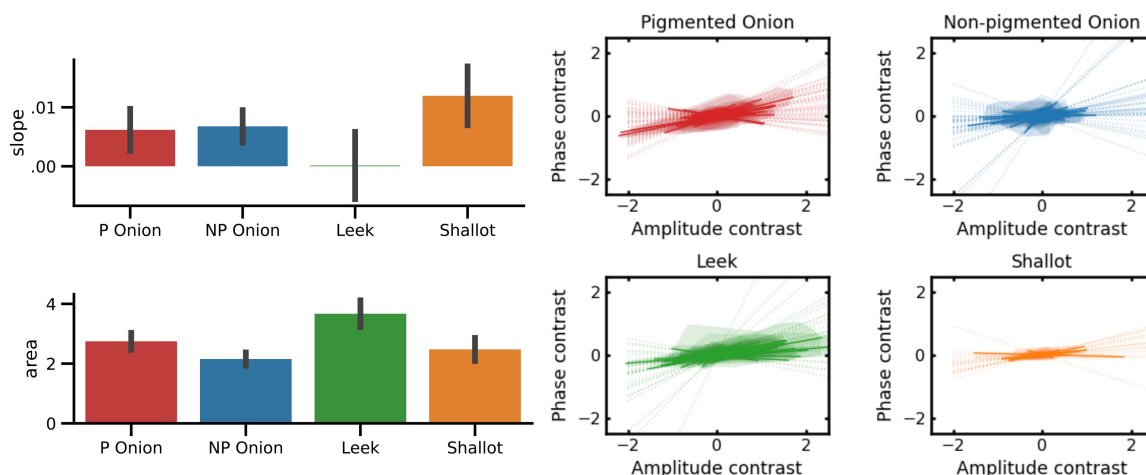 slope
.01
.00
P Onion NP Onion Leek Shallot
area
4
2
0
P Onion NP Onion Leek Shallot
Pigmented Onion
Phase contrast
2
0
−2
−2 0 2
Amplitude contrast
Non-pigmented Onion
Phase contrast
2
0
−2
−2 0 2
Amplitude contrast
Leek
Phase contrast
2
0
−2
−2 0 2
Amplitude contrast
Shallot
Phase contrast
2
0
−2
−2 0 2
Amplitude contrast